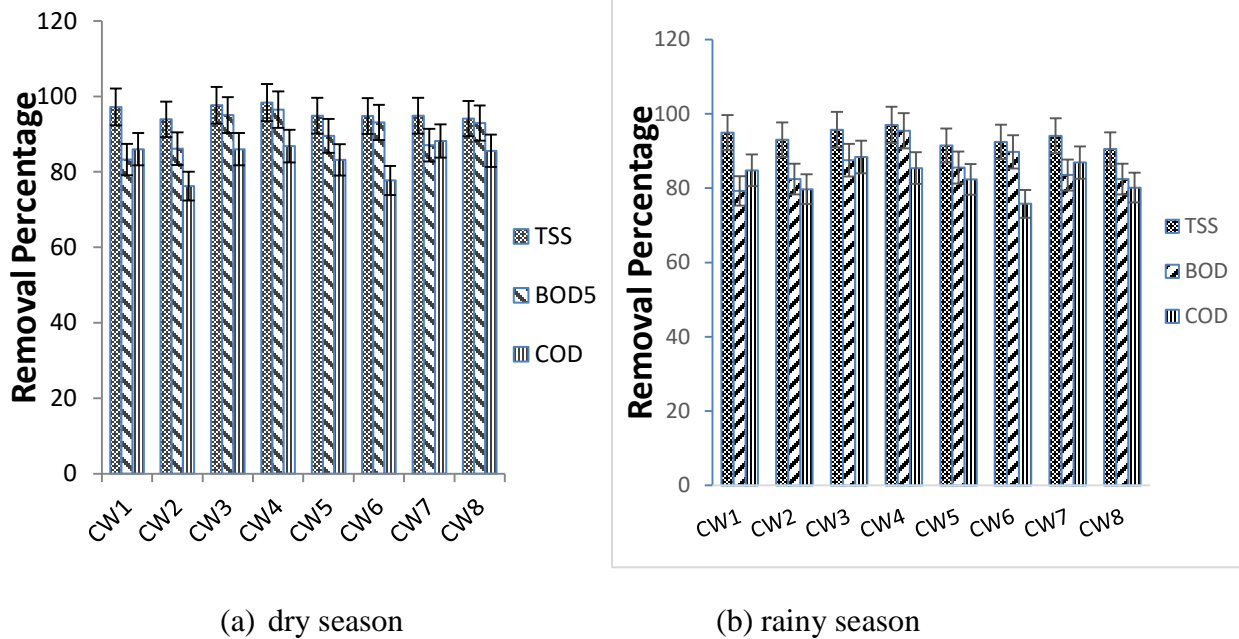 120
100
80
60
40
20
0
Removal Percentage
CW1
CW2
CW3
CW4
CW5
CW6
CW7
CW8
TSS
BOD5
COD
120
100
80
60
40
20
0
Removal Percentage
CW1
CW2
CW3
CW4
CW5
CW6
CW7
CW8
TSS
BOD
COD
(a) dry season
(b) rainy season